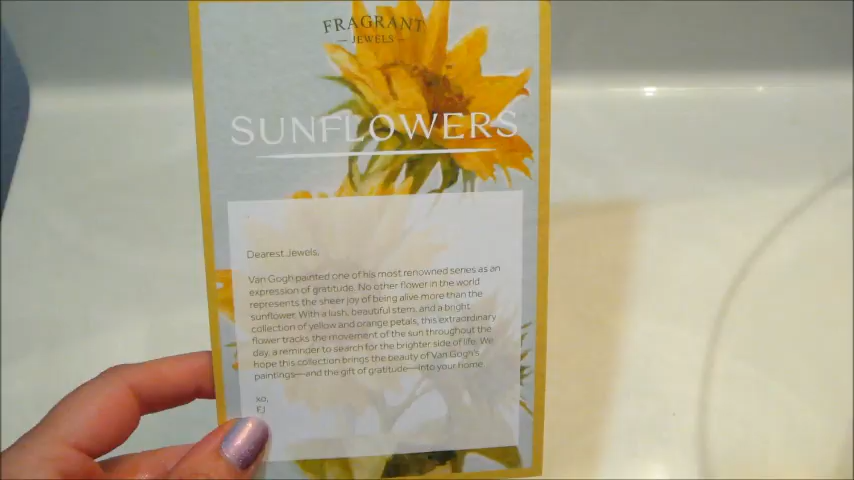 FRAGRANT
— JEWELS —
SUNFLOWERS
Dearest Jewels,
Van Gogh painted one of his most renowned series as an
expression of gratitude. No other flower in the world
represents the sheer joy of being alive more than the
sunflower. With a lush, beautiful stem, and a bright
collection of yellow and orange petals, this extraordinary
flower tracks the movement of the sun throughout the
day, a reminder to search for the brighter side of life. We
hope this collection brings the beauty of Van Gogh's
paintings—and the gift of gratitude—into your home.
xo,
FJ